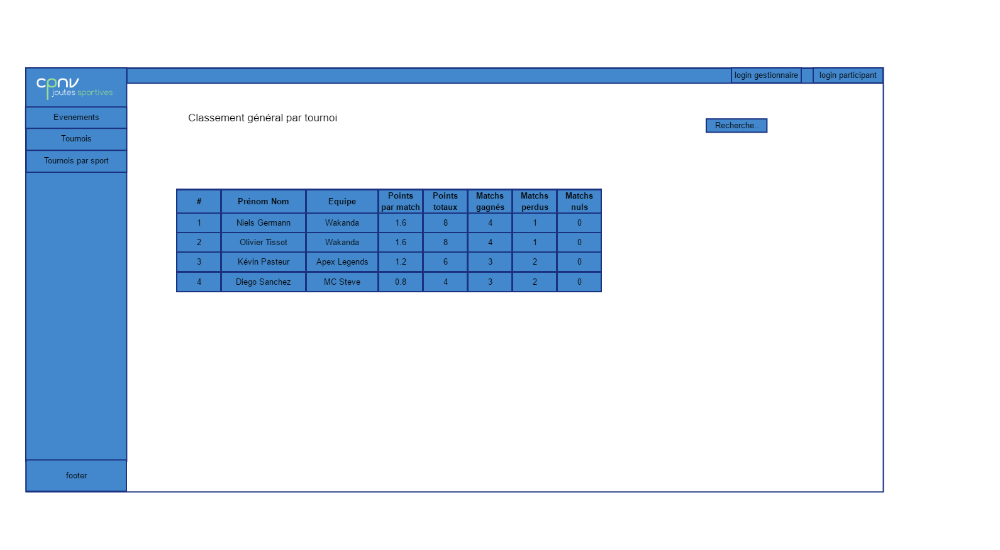 cpnv
joutes sportives
login gestionnaire
login participant
Evenements
Tournois
Tournois par sport
Classement général par tournoi
Recherche..
# Prénom Nom Equipe Points par match Points totaux Matchs gagnés Matchs perdus Matchs nuls
1 Niels Germann Wakanda 1.6 8 4 1 0
2 Olivier Tissot Wakanda 1.6 8 4 1 0
3 Kévin Pasteur Apex Legends 1.2 6 3 2 0
4 Diego Sanchez MC Steve 0.8 4 3 2 0
footer